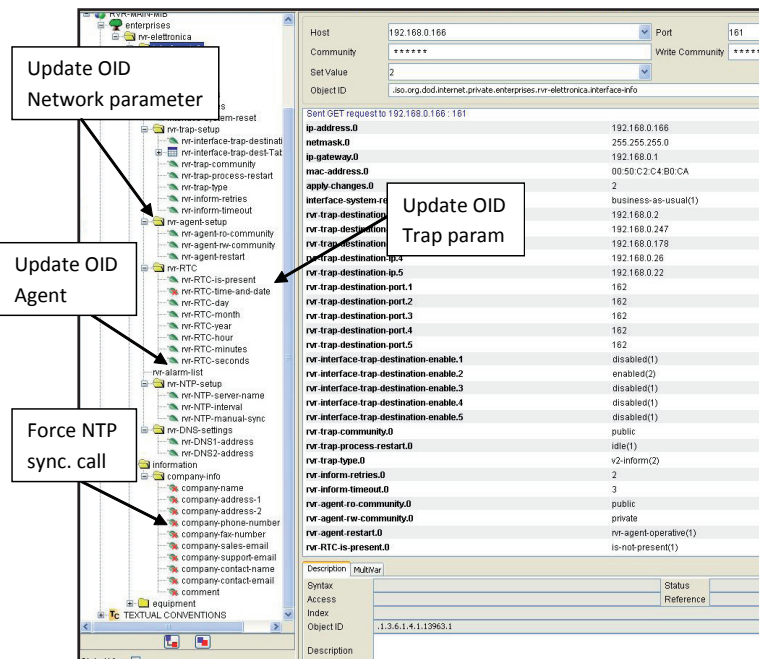 RVR-MAIN-MIB
enterprises
rvr-elettronica
Update OID
Network parameter
interface-system-reset
rvr-trap-setup
rvr-interface-trap-destinati
rvr-interface-trap-dest-Tab
rvr-trap-community
rvr-trap-process-restart
rvr-trap-type
rvr-inform-retries
rvr-inform-timeout
rvr-agent-setup
rvr-agent-ro-community
rvr-agent-rw-community
rvr-agent-restart
Update OID
Agent
rvr-RTC
rvr-RTC-is-present
rvr-RTC-time-and-date
rvr-RTC-day
rvr-RTC-month
rvr-RTC-year
rvr-RTC-hour
rvr-RTC-minutes
rvr-RTC-seconds
rvr-alarm-list
rvr-NTP-setup
rvr-NTP-server-name
rvr-NTP-interval
rvr-NTP-manual-sync
rvr-DNS-settings
rvr-DNS1-address
rvr-DNS2-address
Force NTP
sync. call
information
company-info
company-name
company-address-1
company-address-2
company-phone-number
company-fax-number
company-sales-email
company-support-email
company-contact-name
company-contact-email
comment
equipment
Tc TEXTUAL CONVENTIONS
Host 192.168.0.166 Port 161
Community ****** Write Community *****
Set Value 2
Object ID .iso.org.dod.internet.private.enterprises.rvr-elettronica.interface-info
Sent GET request to 192.168.0.166 : 161
ip-address.0 192.168.0.166
netmask.0 255.255.255.0
ip-gateway.0 192.168.0.1
mac-address.0 00:50:C2:C4:B0:CA
apply-changes.0 2
interface-system-re business-as-usual(1)
Update OID
Trap param
rvr-trap-destination 192.168.0.2
rvr-trap-destination 192.168.0.247
rvr-trap-destination 192.168.0.178
rvr-trap-destination-ip.4 192.168.0.26
rvr-trap-destination-ip.5 192.168.0.22
rvr-trap-destination-port.1 162
rvr-trap-destination-port.2 162
rvr-trap-destination-port.3 162
rvr-trap-destination-port.4 162
rvr-trap-destination-port.5 162
rvr-interface-trap-destination-enable.1 disabled(1)
rvr-interface-trap-destination-enable.2 enabled(2)
rvr-interface-trap-destination-enable.3 disabled(1)
rvr-interface-trap-destination-enable.4 disabled(1)
rvr-interface-trap-destination-enable.5 disabled(1)
rvr-trap-community.0 public
rvr-trap-process-restart.0 idle(1)
rvr-trap-type.0 v2-inform(2)
rvr-inform-retries.0 2
rvr-inform-timeout.0 3
rvr-agent-ro-community.0 public
rvr-agent-rw-community.0 private
rvr-agent-restart.0 rvr-agent-operative(1)
rvr-RTC-is-present.0 is-not-present(1)
Description MultiVar
Syntax Status
Access Reference
Index
Object ID .1.3.6.1.4.1.13963.1
Description